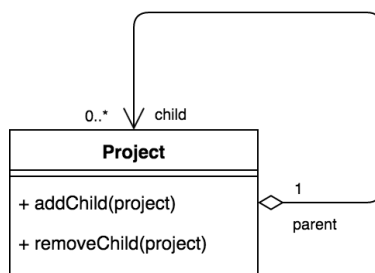 0..*
child
Project
+ addChild(project)
1
parent
+ removeChild(project)